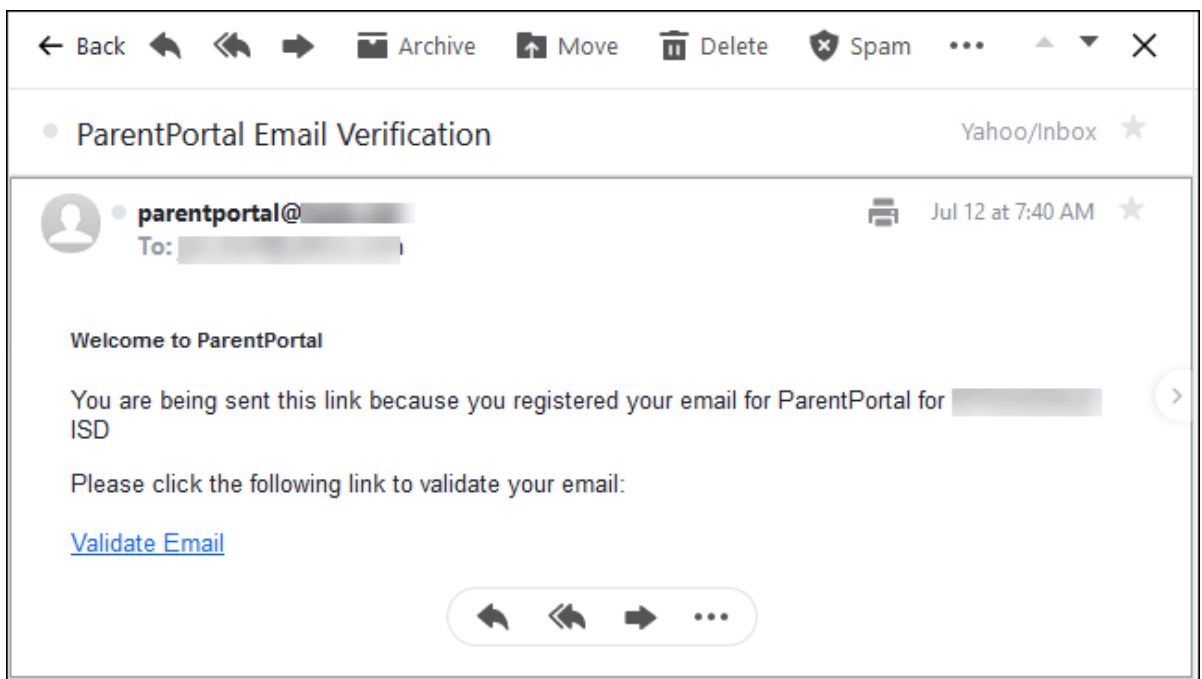 Back Archive Move Delete Spam
ParentPortal Email Verification Yahoo/Inbox
parentportal@ Jul 12 at 7:40 AM
To:
Welcome to ParentPortal
You are being sent this link because you registered your email for ParentPortal for
ISD
Please click the following link to validate your email:
Validate Email